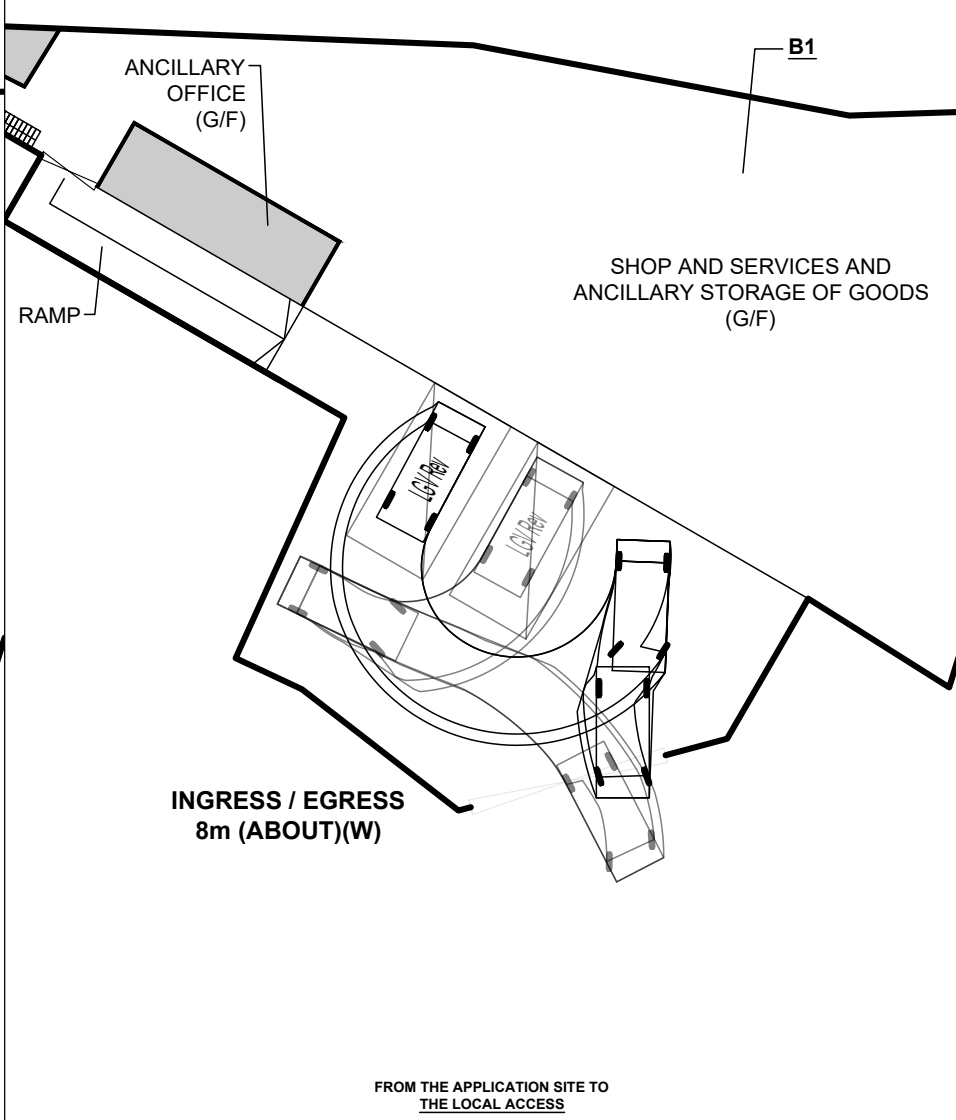 B1
ANCILLARY
OFFICE
(G/F)
SHOP AND SERVICES AND
ANCILLARY STORAGE OF GOODS
(G/F)
RAMP
LGV Rev
LGV Rev
INGRESS / EGRESS
8m (ABOUT)(W)
FROM THE APPLICATION SITE TO
THE LOCAL ACCESS